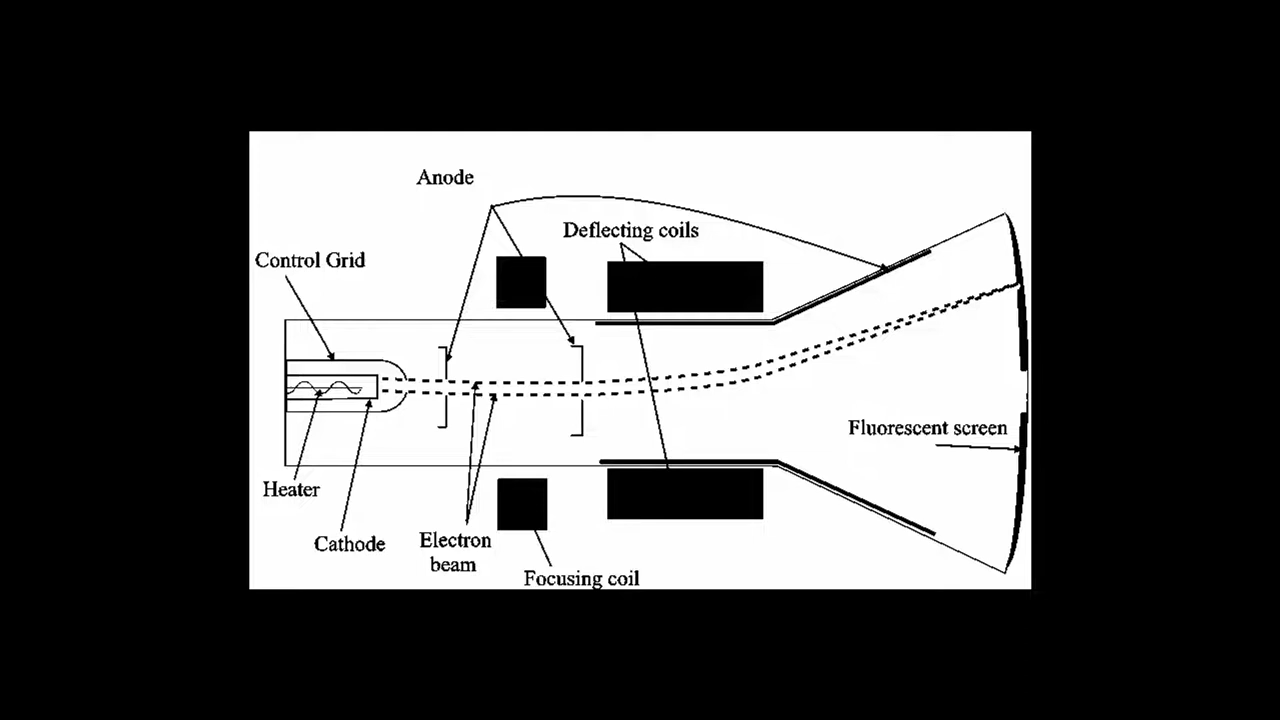 Anode
Deflecting coils
Control Grid
Fluorescent screen
Heater
Cathode
Electron
beam
Focusing coil